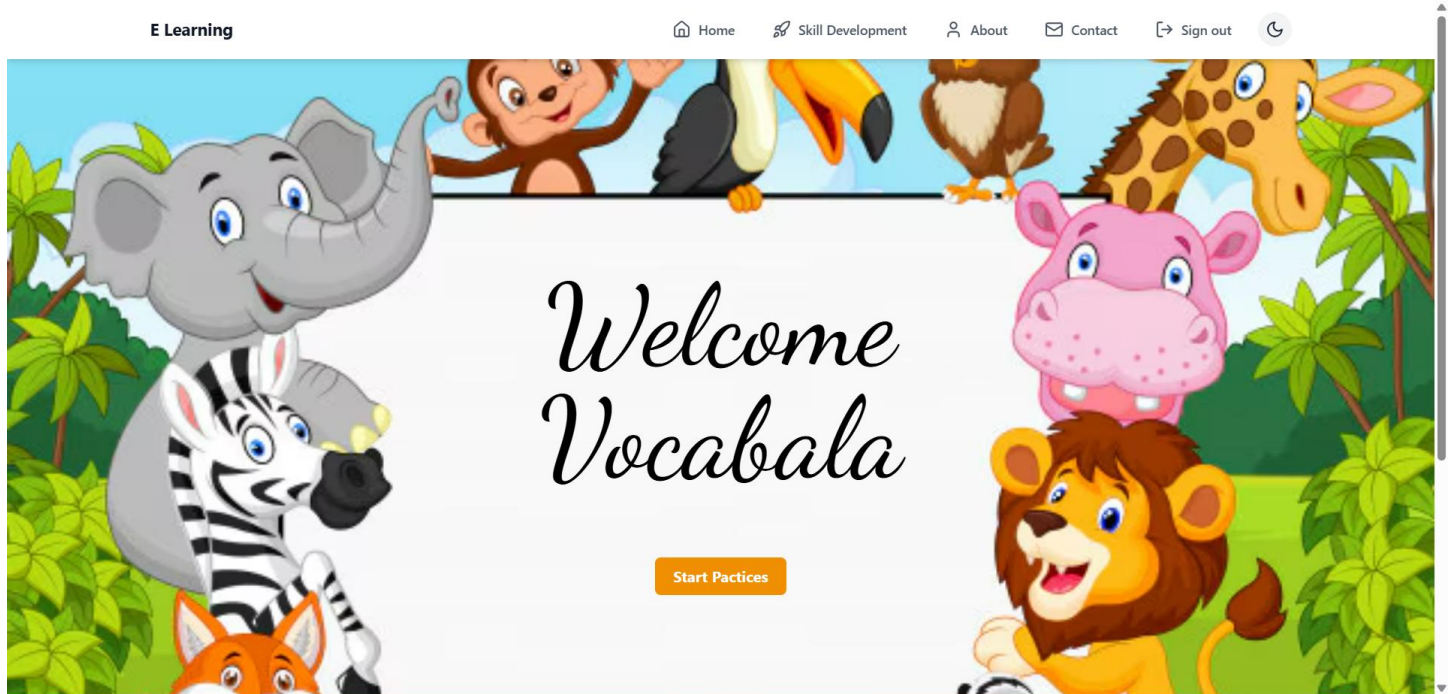 E Learning
Home
Skill Development
About
Contact
Sign out
Welcome
Vocabala
Start Pactices